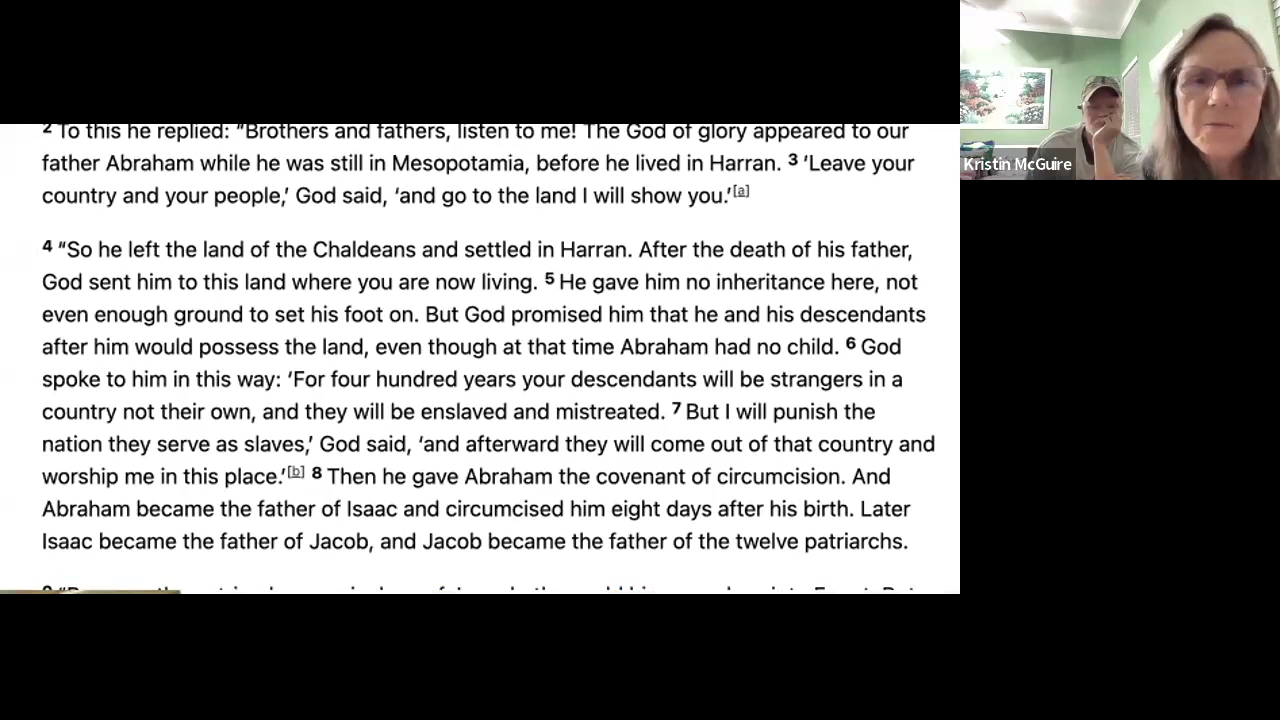 2 To this he replied: “Brothers and fathers, listen to me! The God of glory appeared to our
father Abraham while he was still in Mesopotamia, before he lived in Harran. 3 ‘Leave your
country and your people,’ God said, ‘and go to the land I will show you.’[a]
4 “So he left the land of the Chaldeans and settled in Harran. After the death of his father,
God sent him to this land where you are now living. 5 He gave him no inheritance here, not
even enough ground to set his foot on. But God promised him that he and his descendants
after him would possess the land, even though at that time Abraham had no child. 6 God
spoke to him in this way: ‘For four hundred years your descendants will be strangers in a
country not their own, and they will be enslaved and mistreated. 7 But I will punish the
nation they serve as slaves,’ God said, ‘and afterward they will come out of that country and
worship me in this place.’[b] 8 Then he gave Abraham the covenant of circumcision. And
Abraham became the father of Isaac and circumcised him eight days after his birth. Later
Isaac became the father of Jacob, and Jacob became the father of the twelve patriarchs.
Kristin McGuire